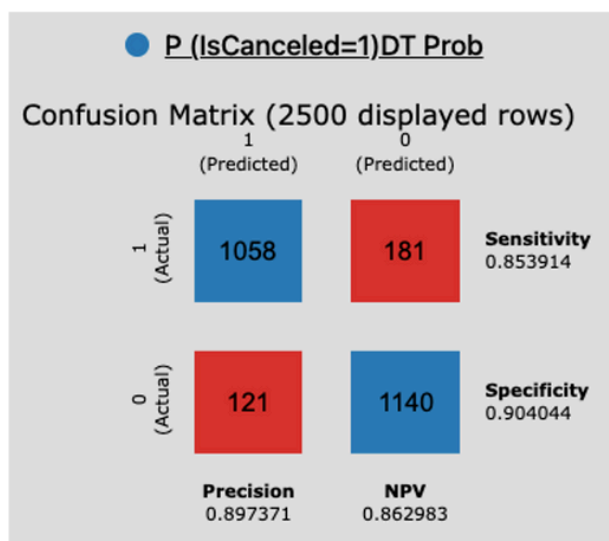 P (IsCanceled=1)DT Prob
Confusion Matrix (2500 displayed rows)
1 0
(Predicted) (Predicted)
1
(Actual)
1058 181
Sensitivity
0.853914
0
(Actual)
121 1140
Specificity
0.904044
Precision NPV
0.897371 0.862983